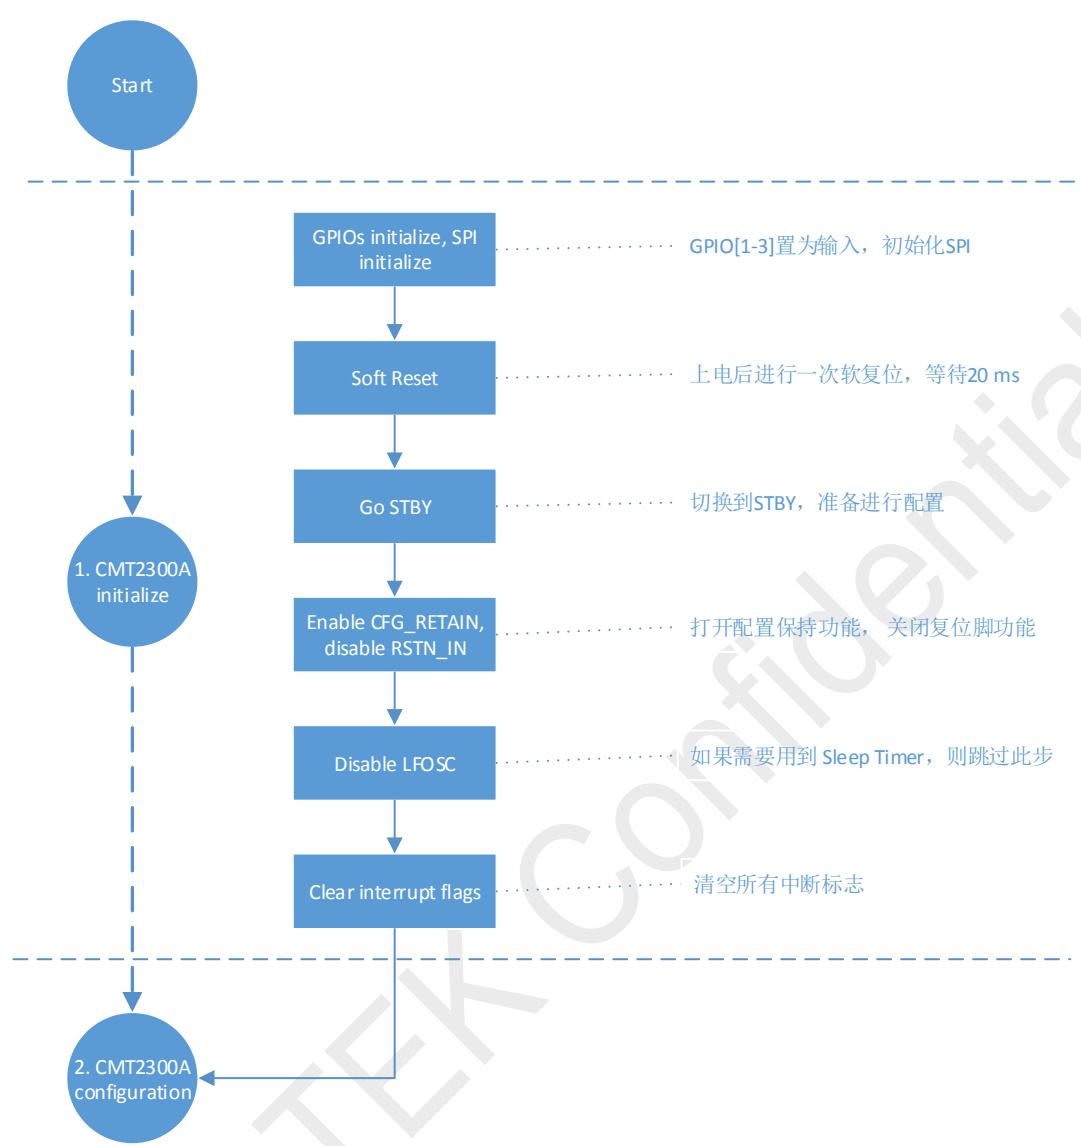 Start
GPIOs initialize, SPI
initialize
GPIO[1-3]置为输入，初始化SPI
Soft Reset
上电后进行一次软复位，等待20 ms
Go STBY
切换到STBY，准备进行配置
1. CMT2300A
initialize
Enable CFG_RETAIN,
disable RSTN_IN
打开配置保持功能， 关闭复位脚功能
Disable LFOSC
如果需要用到 Sleep Timer，则跳过此步
Clear interrupt flags
清空所有中断标志
2. CMT2300A
configuration
TEK Confidential